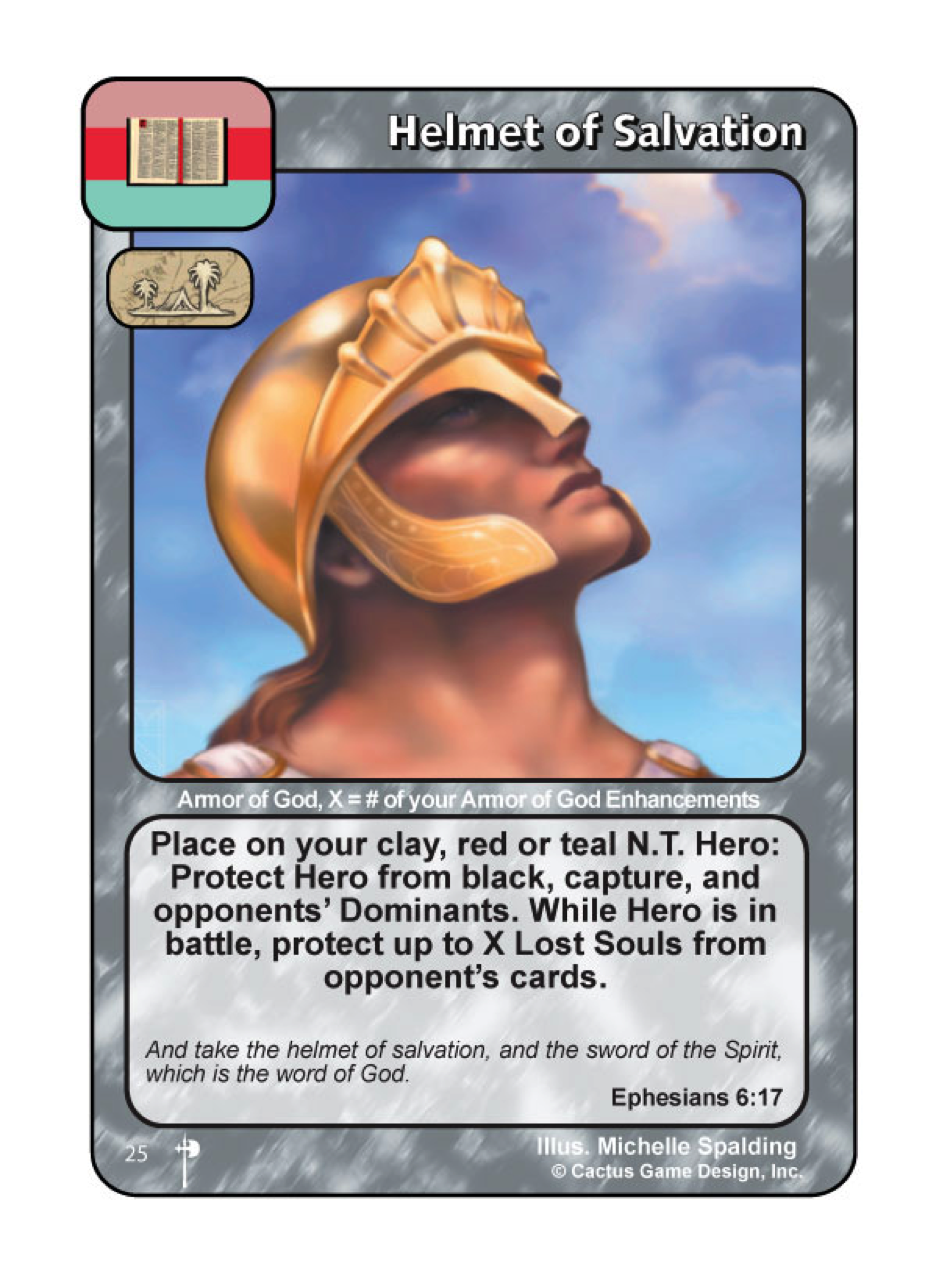 Helmet of Salvation
Armor of God, X = # of your Armor of God Enhancements
Place on your clay, red or teal N.T. Hero:
Protect Hero from black, capture, and
opponents’ Dominants. While Hero is in
battle, protect up to X Lost Souls from
opponent’s cards.
And take the helmet of salvation, and the sword of the Spirit,
which is the word of God.
Ephesians 6:17
25
Illus. Michelle Spalding
© Cactus Game Design, Inc.